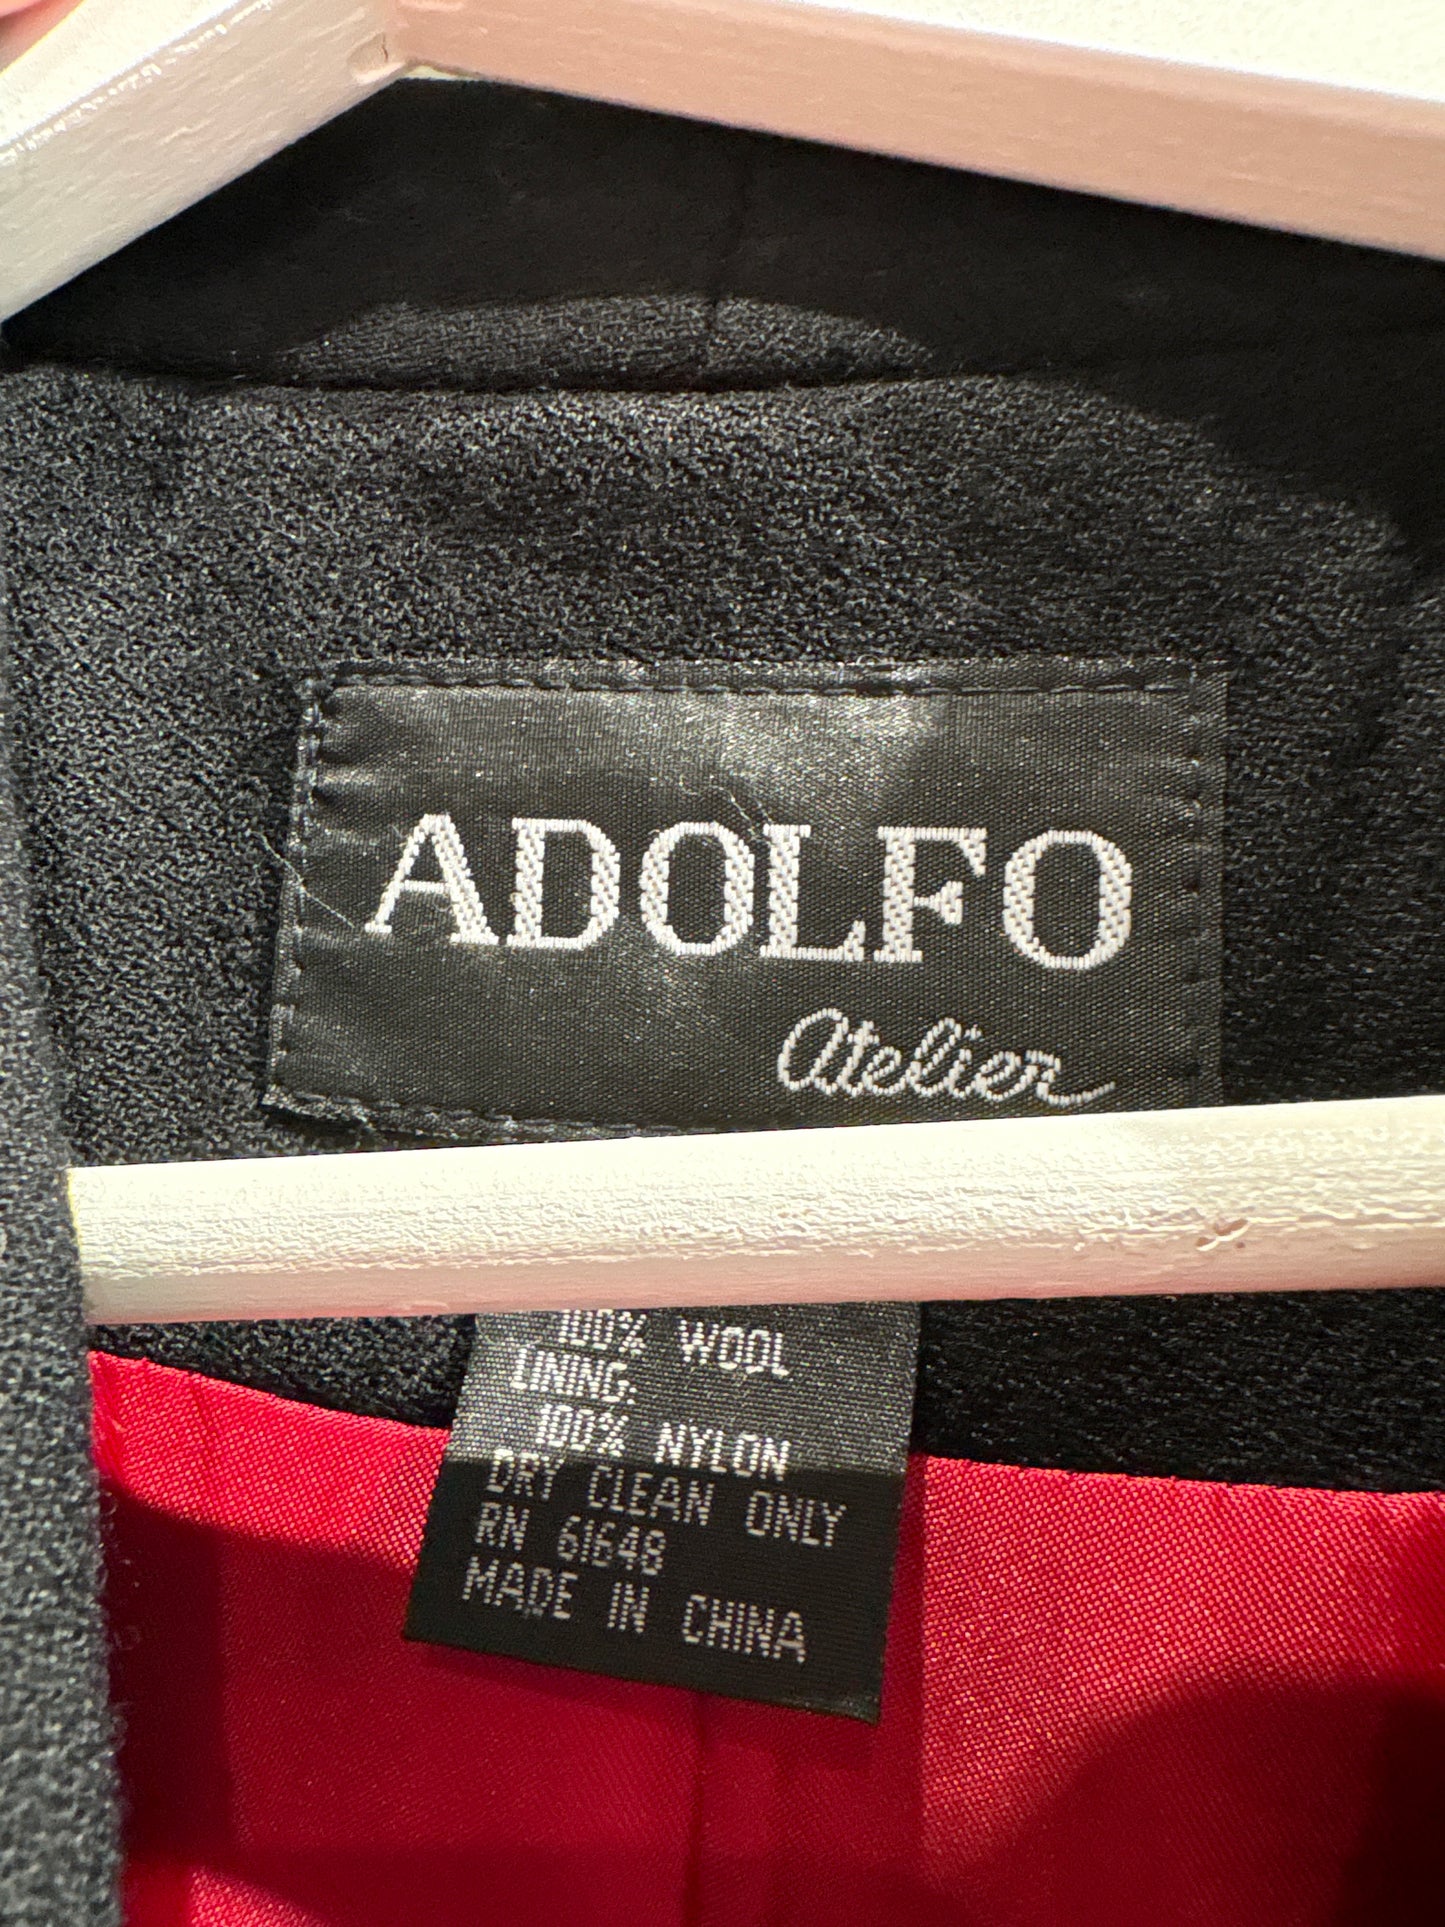 ADOLFO
atelier
100% WOOL
LINING:
100% NYLON
DRY CLEAN ONLY
RN 61648
MADE IN CHINA